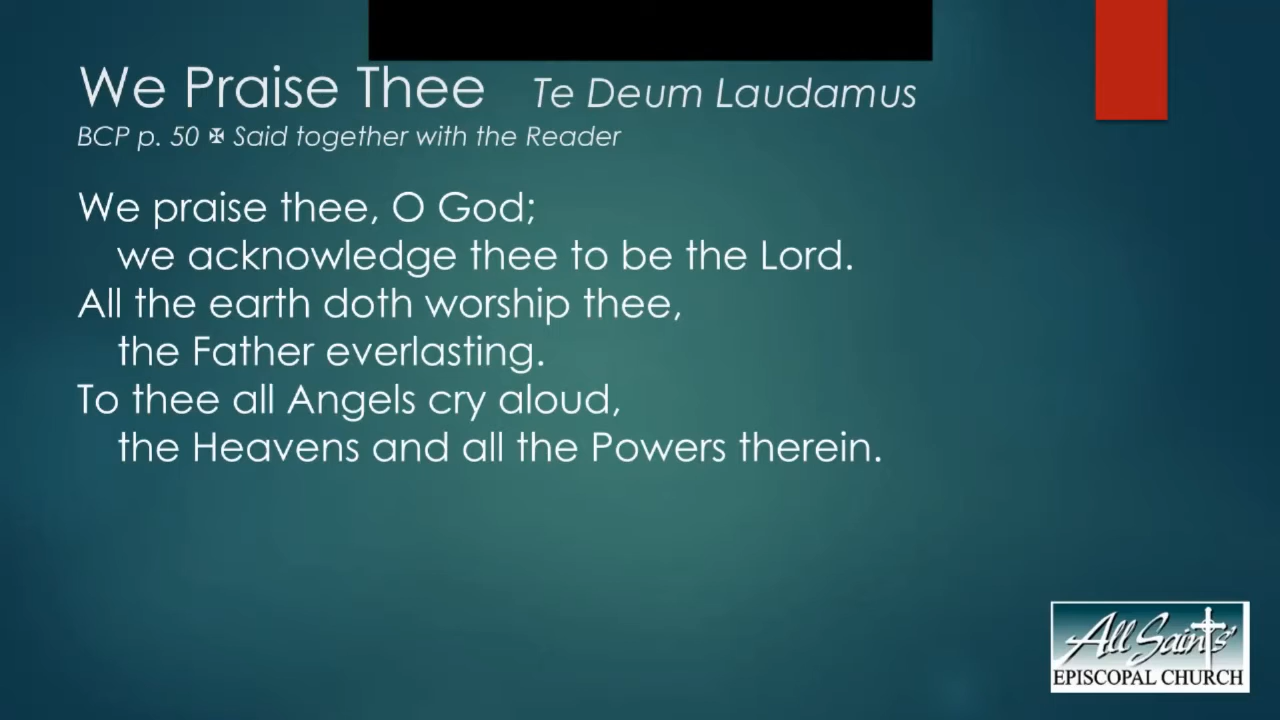 We Praise Thee Te Deum Laudamus
BCP p. 50 ✠ Said together with the Reader
We praise thee, O God;
we acknowledge thee to be the Lord.
All the earth doth worship thee,
the Father everlasting.
To thee all Angels cry aloud,
the Heavens and all the Powers therein.
All Saints'
EPISCOPAL CHURCH